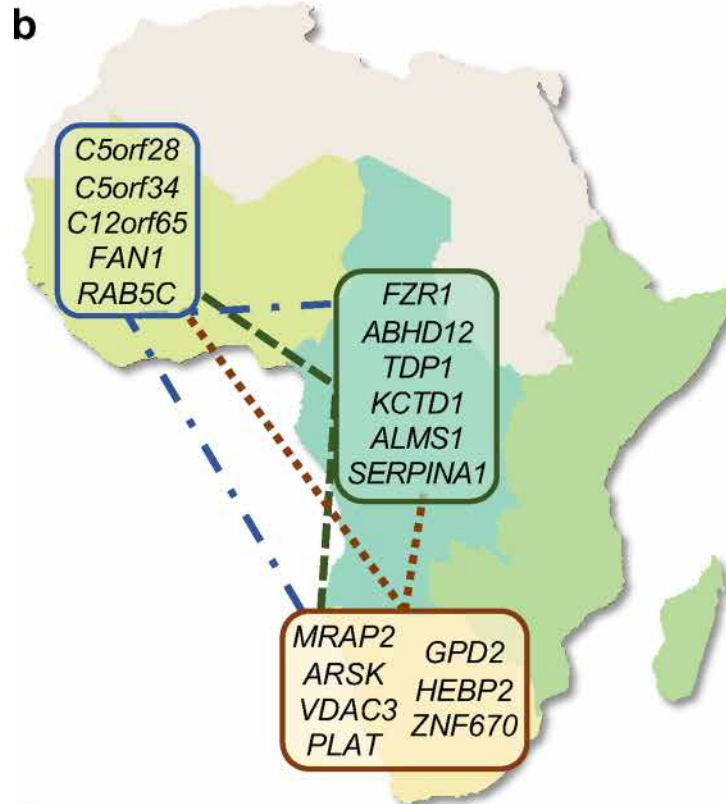 b
C5orf28
C5orf34
C12orf65
FAN1
RAB5C
FZR1
ABHD12
TDP1
KCTD1
ALMS1
SERPINA1
MRAP2
ARSK
VDAC3
PLAT
GPD2
HEBP2
ZNF670